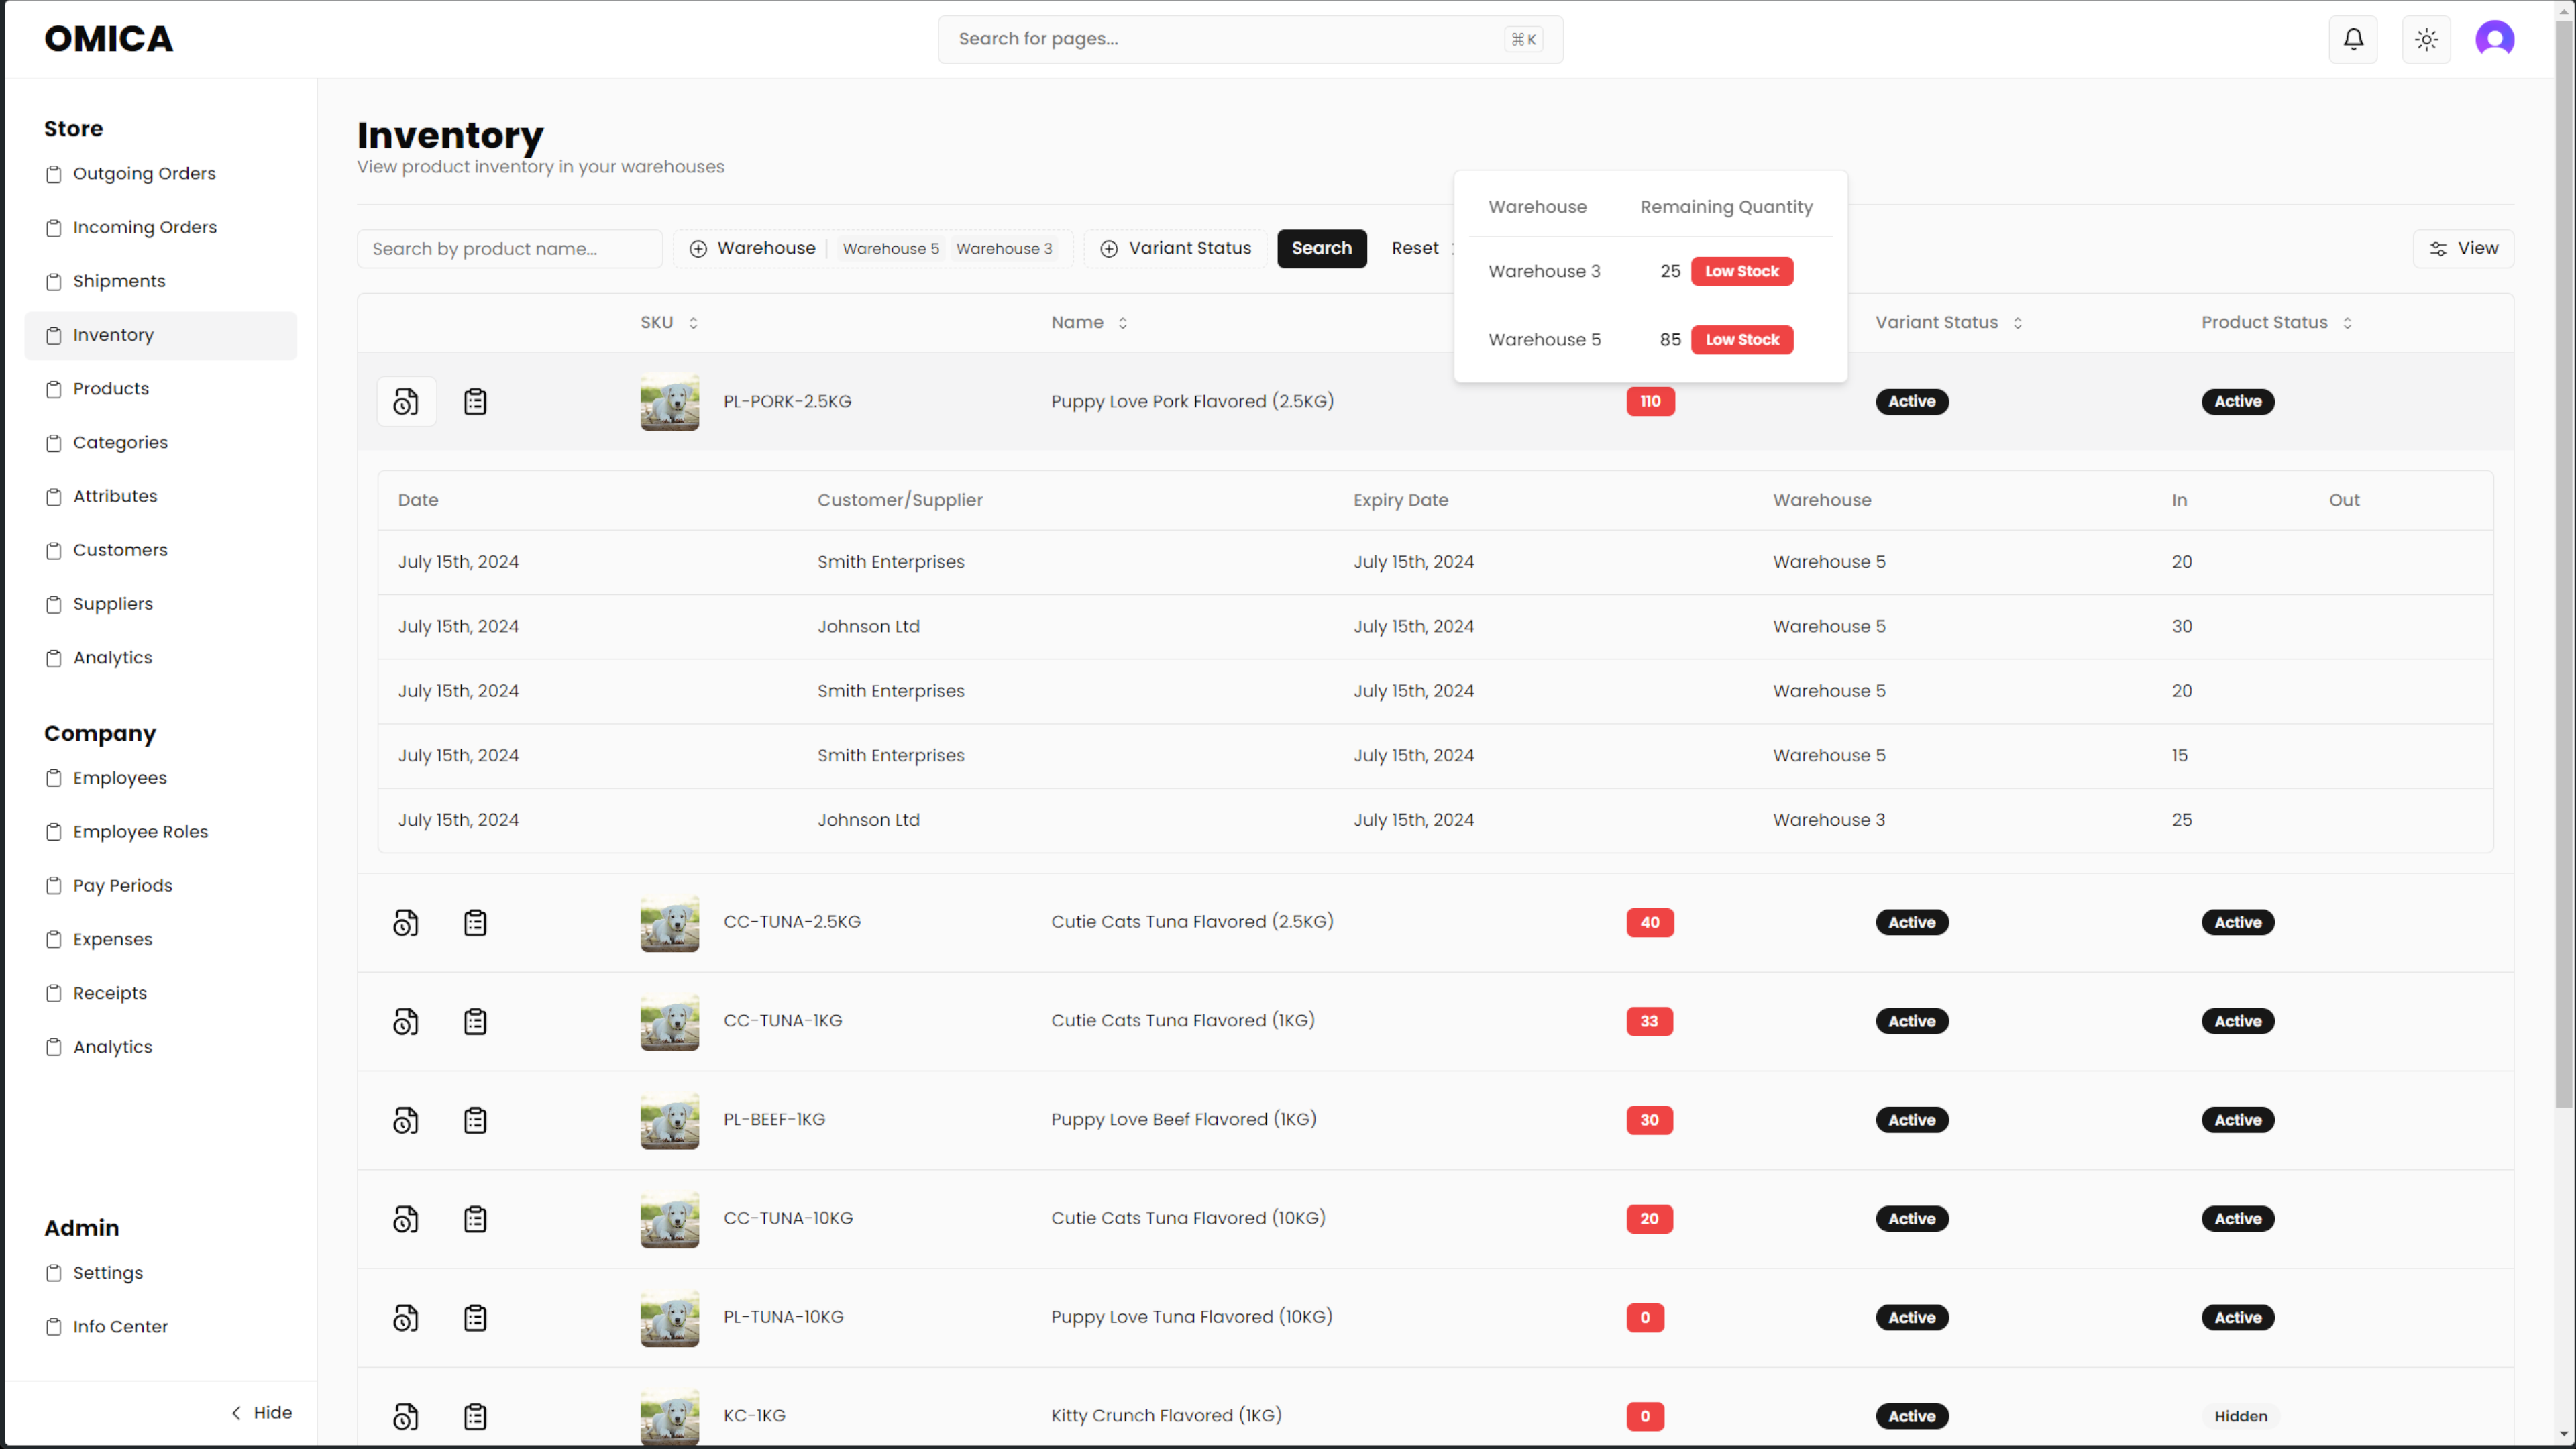 OMICA
Search for pages...
⌘K
Store
Outgoing Orders
Incoming Orders
Shipments
Inventory
Products
Categories
Attributes
Customers
Suppliers
Analytics
Company
Employees
Employee Roles
Pay Periods
Expenses
Receipts
Analytics
Admin
Settings
Info Center
Hide
Inventory
View product inventory in your warehouses
Search by product name... Warehouse Warehouse 5 Warehouse 3 Variant Status Search Reset View
Warehouse Remaining Quantity
Warehouse 3 25 Low Stock
Warehouse 5 85 Low Stock
SKU Name Variant Status Product Status
PL-PORK-2.5KG Puppy Love Pork Flavored (2.5KG) 110 Active Active
Date Customer/Supplier Expiry Date Warehouse In Out
July 15th, 2024 Smith Enterprises July 15th, 2024 Warehouse 5 20
July 15th, 2024 Johnson Ltd July 15th, 2024 Warehouse 5 30
July 15th, 2024 Smith Enterprises July 15th, 2024 Warehouse 5 20
July 15th, 2024 Smith Enterprises July 15th, 2024 Warehouse 5 15
July 15th, 2024 Johnson Ltd July 15th, 2024 Warehouse 3 25
CC-TUNA-2.5KG Cutie Cats Tuna Flavored (2.5KG) 40 Active Active
CC-TUNA-1KG Cutie Cats Tuna Flavored (1KG) 33 Active Active
PL-BEEF-1KG Puppy Love Beef Flavored (1KG) 30 Active Active
CC-TUNA-10KG Cutie Cats Tuna Flavored (10KG) 20 Active Active
PL-TUNA-10KG Puppy Love Tuna Flavored (10KG) 0 Active Active
KC-1KG Kitty Crunch Flavored (1KG) 0 Active Hidden